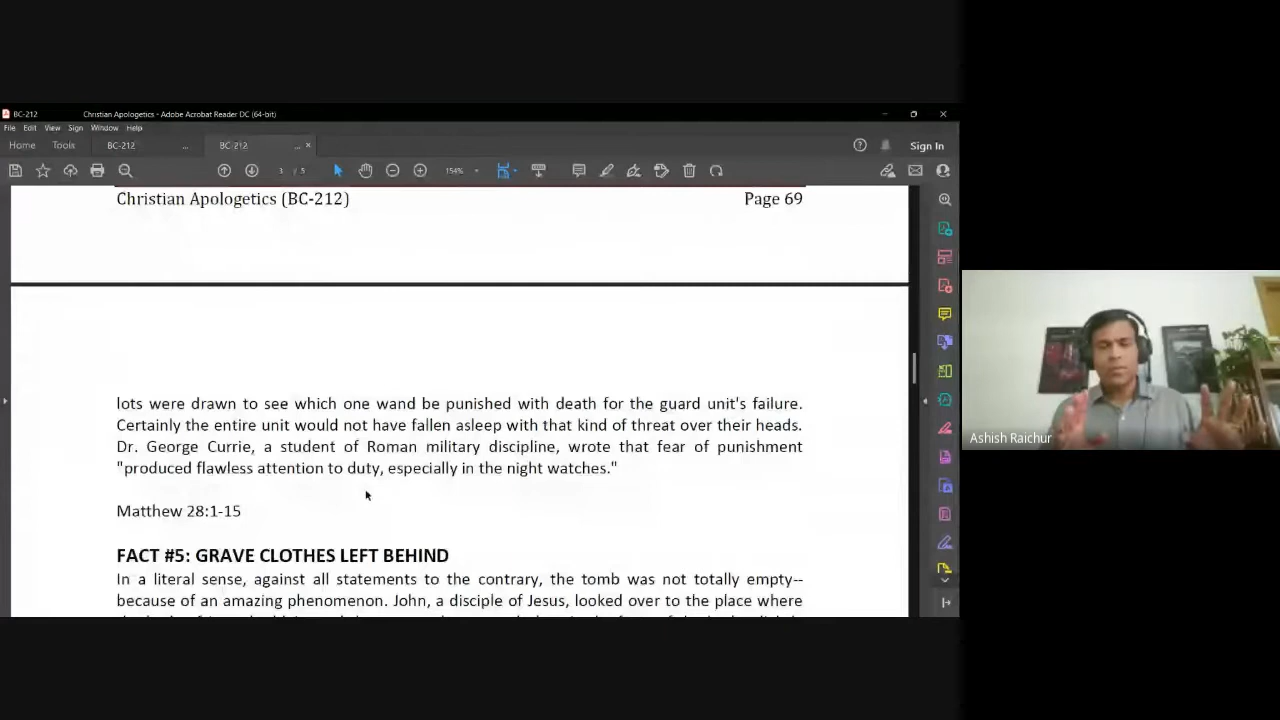 BC-212 Christian Apologetics - Adobe Acrobat Reader DC (64-bit)
File Edit View Sign Window Help
Home Tools BC-212 ... BC-212 ... × Sign In
3 / 5 154%
Christian Apologetics (BC-212) Page 69
lots were drawn to see which one wand be punished with death for the guard unit's failure.
Certainly the entire unit would not have fallen asleep with that kind of threat over their heads.
Dr. George Currie, a student of Roman military discipline, wrote that fear of punishment
"produced flawless attention to duty, especially in the night watches."
Matthew 28:1-15
FACT #5: GRAVE CLOTHES LEFT BEHIND
In a literal sense, against all statements to the contrary, the tomb was not totally empty--
because of an amazing phenomenon. John, a disciple of Jesus, looked over to the place where
Ashish Raichur